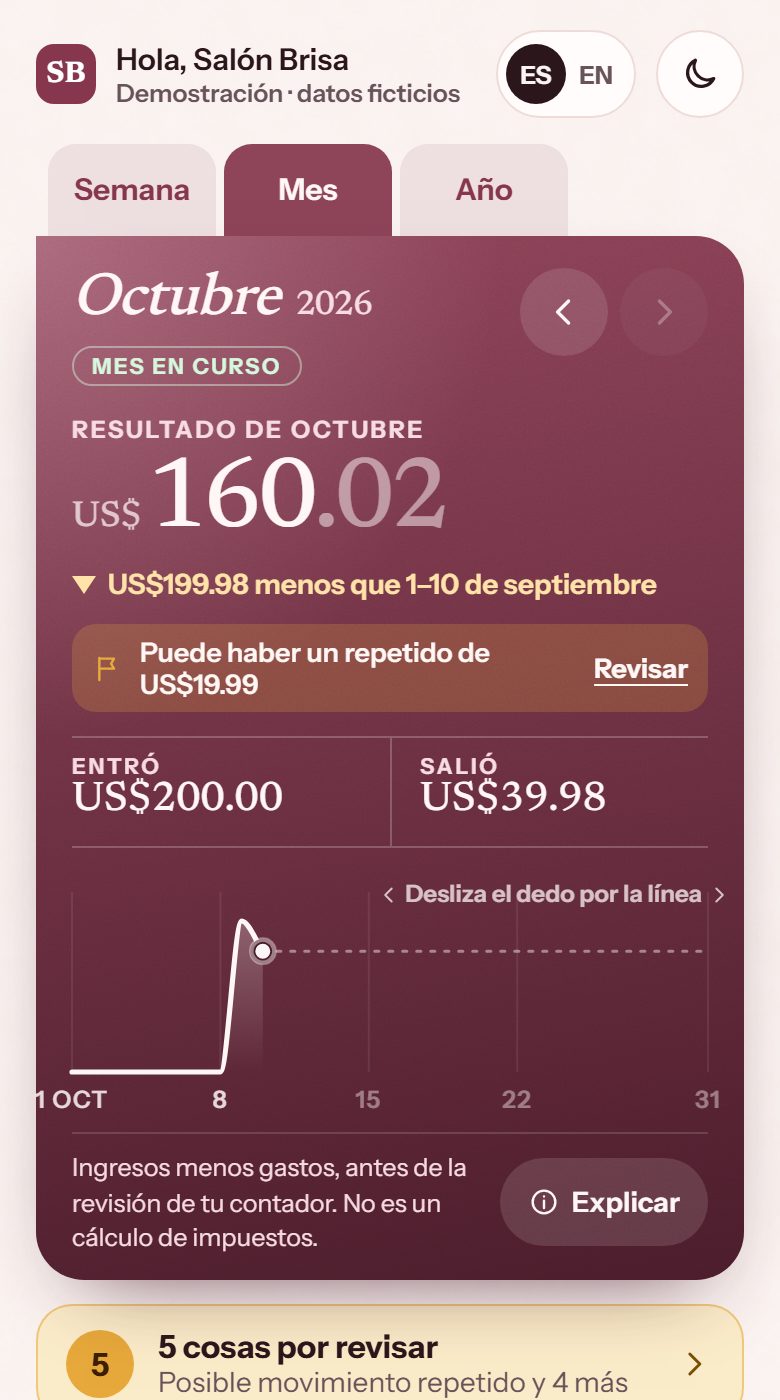 SB
Hola, Salón Brisa
Demostración · datos ficticios
ES EN
Semana Mes Año
Octubre 2026
MES EN CURSO
RESULTADO DE OCTUBRE
US$ 160.02
US$199.98 menos que 1–10 de septiembre
Puede haber un repetido de
US$19.99
Revisar
ENTRÓ
US$200.00
SALIÓ
US$39.98
Desliza el dedo por la línea
1 OCT 8 15 22 31
Ingresos menos gastos, antes de la
revisión de tu contador. No es un
cálculo de impuestos.
Explicar
5
5 cosas por revisar
Posible movimiento repetido y 4 más